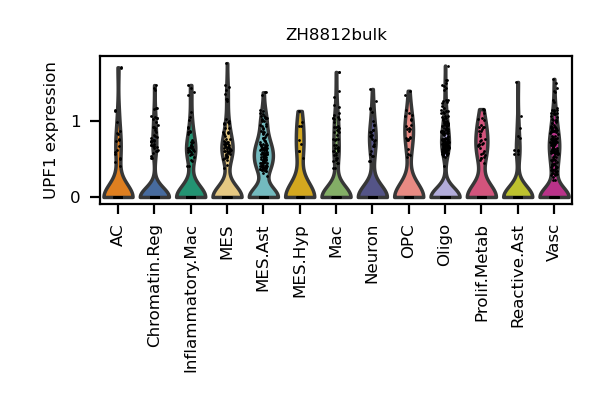 ZH8812bulk
UPF1 expression
1
0
AC
Chromatin.Reg
Inflammatory.Mac
MES
MES.Ast
MES.Hyp
Mac
Neuron
OPC
Oligo
Prolif.Metab
Reactive.Ast
Vasc